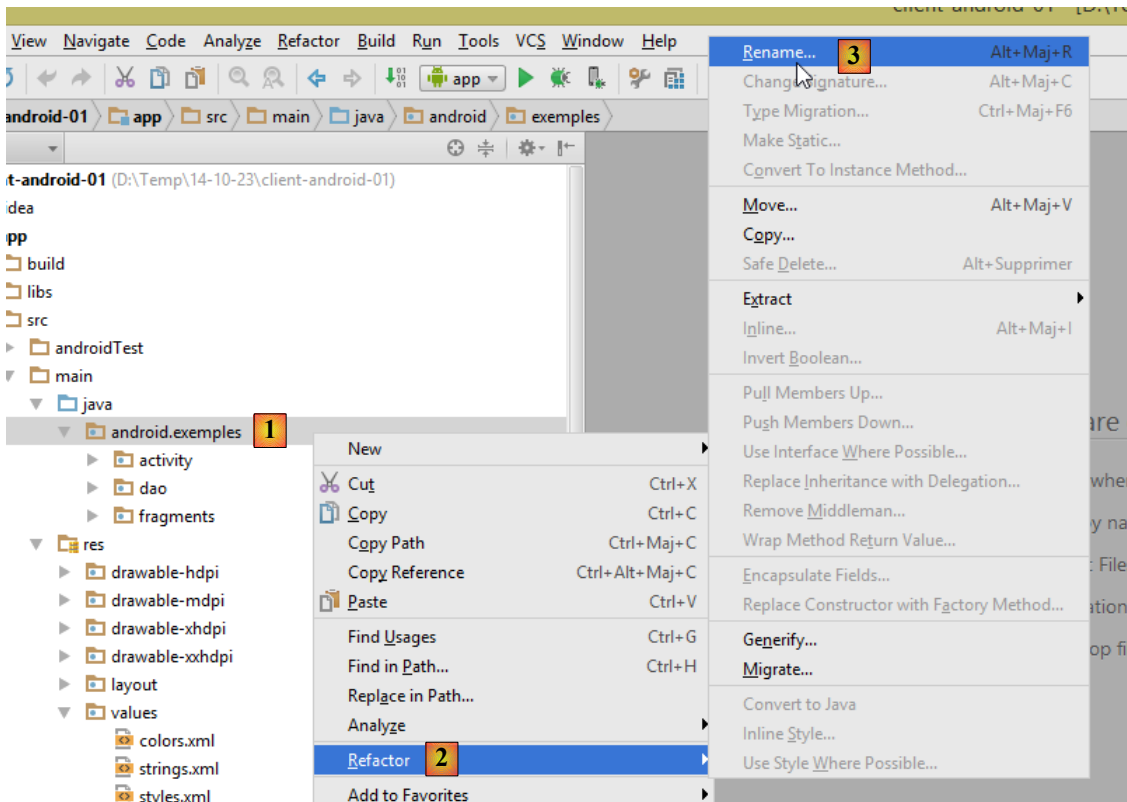 View Navigate Code Analyze Refactor Build Run Tools VCS Window Help
app
android-01 app src main java android exemples
t-android-01 (D:\Temp\14-10-23\client-android-01)
idea
pp
build
libs
src
androidTest
main
java
android.exemples 1
activity
dao
fragments
res
drawable-hdpi
drawable-mdpi
drawable-xhdpi
drawable-xxhdpi
layout
values
colors.xml
strings.xml
styles.xml
New
Cut Ctrl+X
Copy Ctrl+C
Copy Path Ctrl+Maj+C
Copy Reference Ctrl+Alt+Maj+C
Paste Ctrl+V
Find Usages Ctrl+G
Find in Path... Ctrl+H
Replace in Path...
Analyze
Refactor 2
Add to Favorites
Rename... 3 Alt+Maj+R
Change Signature... Alt+Maj+C
Type Migration... Ctrl+Maj+F6
Make Static...
Convert To Instance Method...
Move... Alt+Maj+V
Copy...
Safe Delete... Alt+Supprimer
Extract
Inline... Alt+Maj+I
Invert Boolean...
Pull Members Up...
Push Members Down...
Use Interface Where Possible...
Replace Inheritance with Delegation...
Remove Middleman...
Wrap Method Return Value...
Encapsulate Fields...
Replace Constructor with Factory Method...
Generify...
Migrate...
Convert to Java
Inline Style...
Use Style Where Possible...
are
wher
y na
: File
ation
op fi